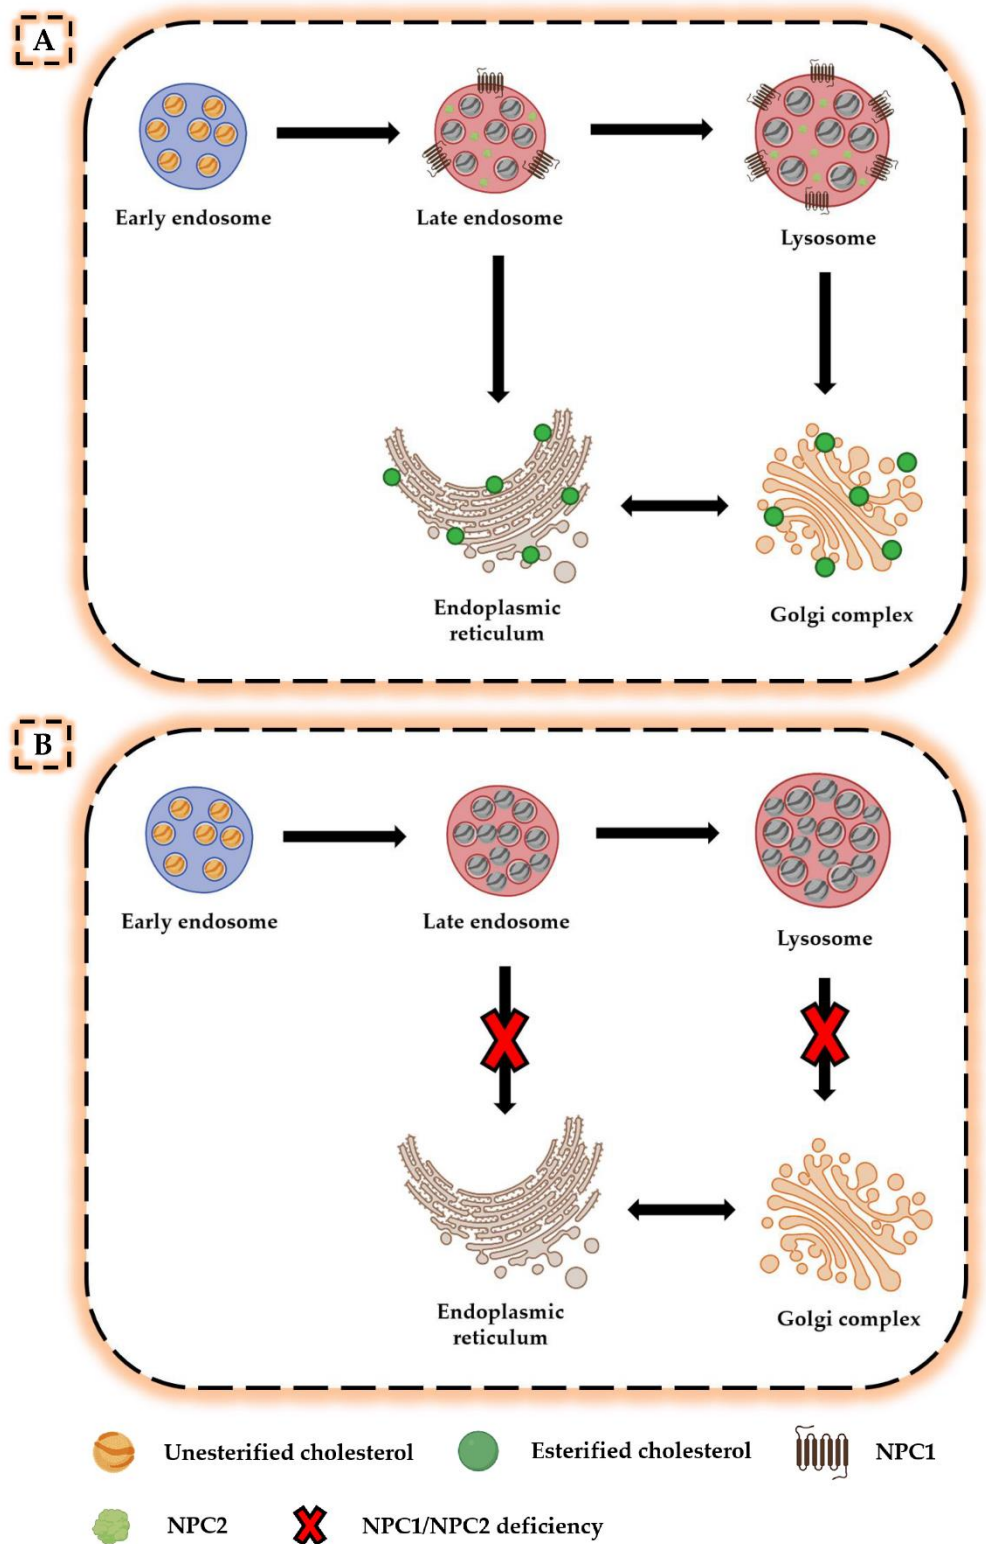 A
Early endosome
Late endosome
Lysosome
Endoplasmic
reticulum
Golgi complex
B
Early endosome
Late endosome
Lysosome
Endoplasmic
reticulum
Golgi complex
Unesterified cholesterol
Esterified cholesterol
NPC1
NPC2
NPC1/NPC2 deficiency